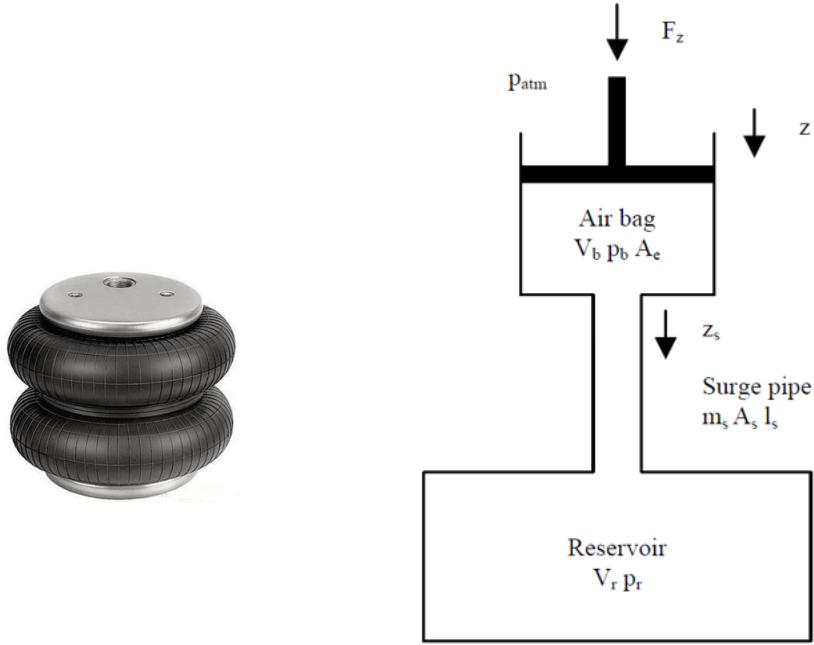 F_z
p_atm
z
Air bag
V_b p_b A_e
z_s
Surge pipe
m_s A_s l_s
Reservoir
V_r p_r